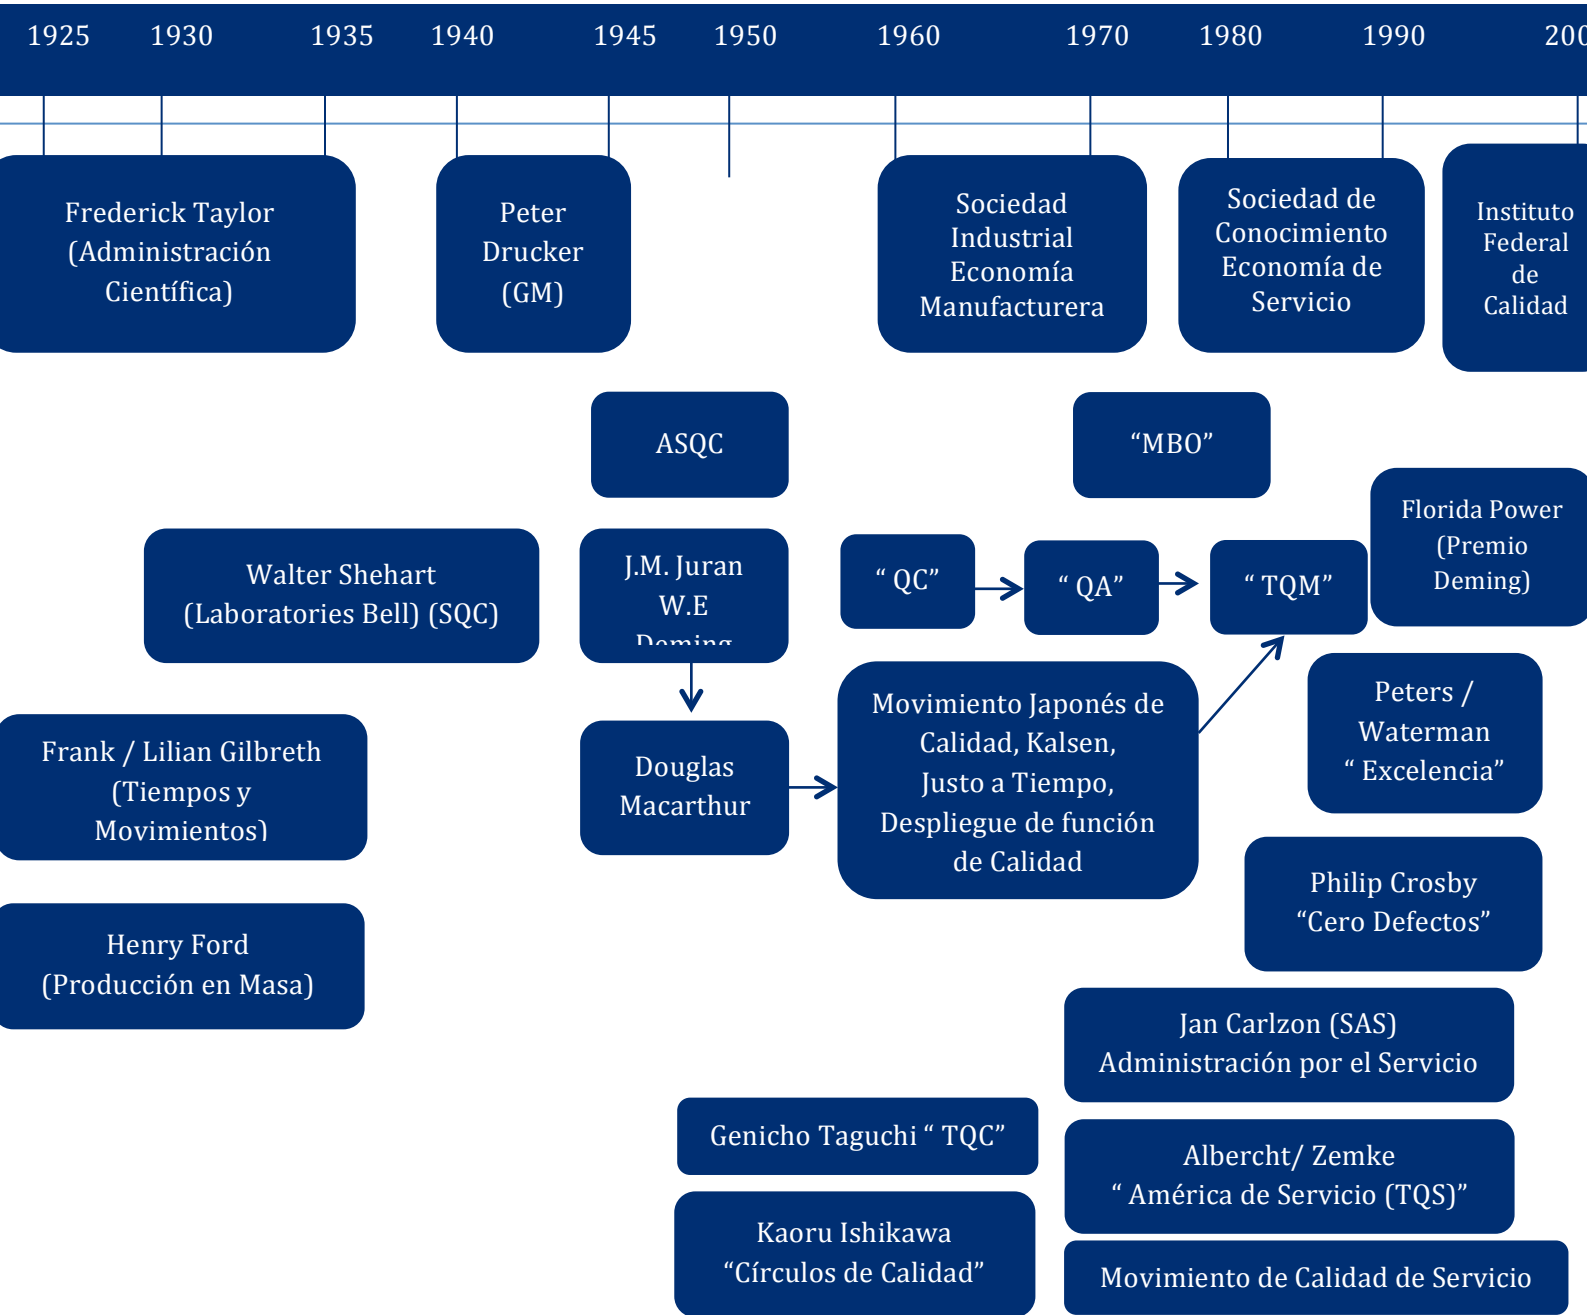 1925 1930 1935 1940 1945 1950 1960 1970 1980 1990
Frederick Taylor
(Administración
Científica)
Peter
Drucker
(GM)
Sociedad
Industrial
Economía
Manufacturera
Sociedad de
Conocimiento
Economía de
Servicio
Instituto
Federal
de
Calidad
ASQC
“MBO”
Florida Power
(Premio
Deming)
Walter Shehart
(Laboratories Bell) (SQC)
J.M. Juran
W.E
Deming
“ QC”
“ QA”
“ TQM”
Peters /
Waterman
“ Excelencia”
Frank / Lilian Gilbreth
(Tiempos y
Movimientos)
Douglas
Macarthur
Movimiento Japonés de
Calidad, Kalsen,
Justo a Tiempo,
Despliegue de función
de Calidad
Philip Crosby
“Cero Defectos”
Henry Ford
(Producción en Masa)
Jan Carlzon (SAS)
Administración por el Servicio
Genicho Taguchi “ TQC”
Albercht/ Zemke
“ América de Servicio (TQS)”
Kaoru Ishikawa
“Círculos de Calidad”
Movimiento de Calidad de Servicio